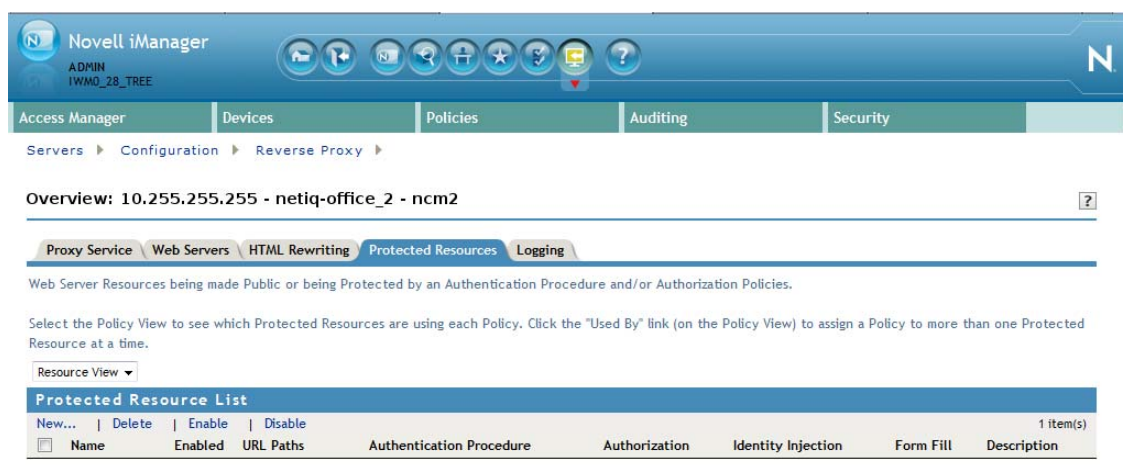 Novell iManager
ADMIN
IWM0_28_TREE
N
Access Manager Devices Policies Auditing Security
Servers Configuration Reverse Proxy
Overview: 10.255.255.255 - netiq-office_2 - ncm2 ?
Proxy Service Web Servers HTML Rewriting Protected Resources Logging
Web Server Resources being made Public or being Protected by an Authentication Procedure and/or Authorization Policies.
Select the Policy View to see which Protected Resources are using each Policy. Click the "Used By" link (on the Policy View) to assign a Policy to more than one Protected
Resource at a time.
Resource View
Protected Resource List
New... | Delete | Enable | Disable 1 item(s)
Name Enabled URL Paths Authentication Procedure Authorization Identity Injection Form Fill Description